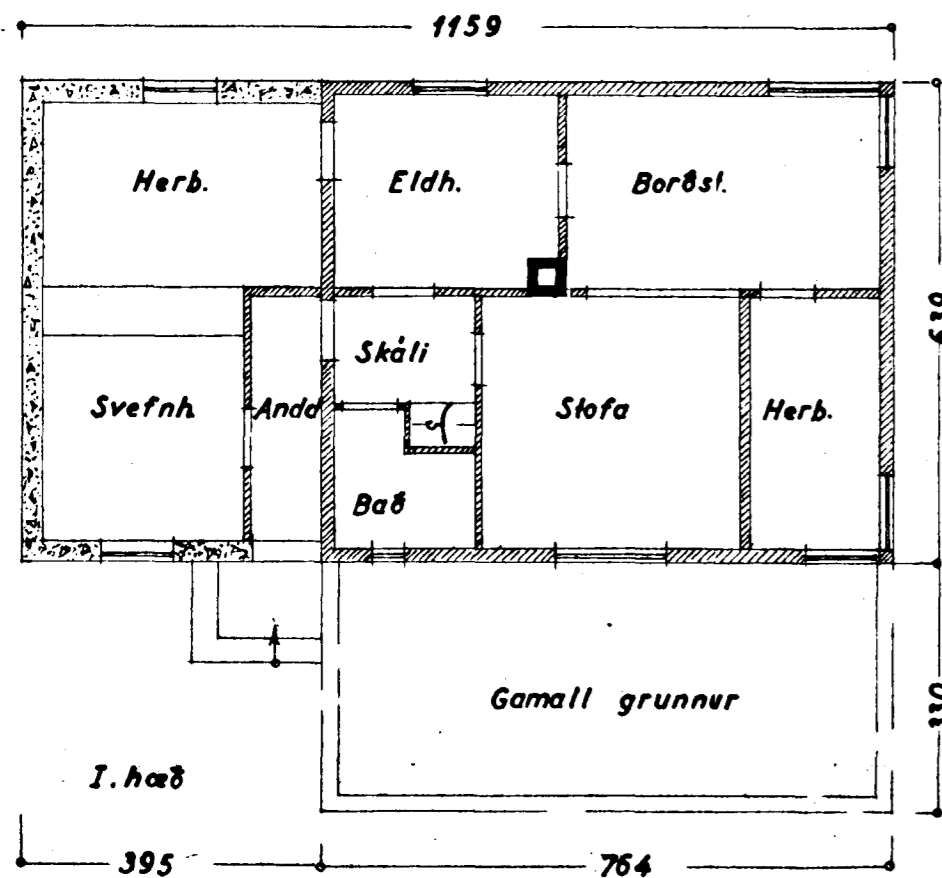 1159
Herb.
Eldh.
Borðst.
Skáli
Svefnh.
Andd
Stofa
Herb.
Bað
Gamall grunnur
I. hæð
395
764